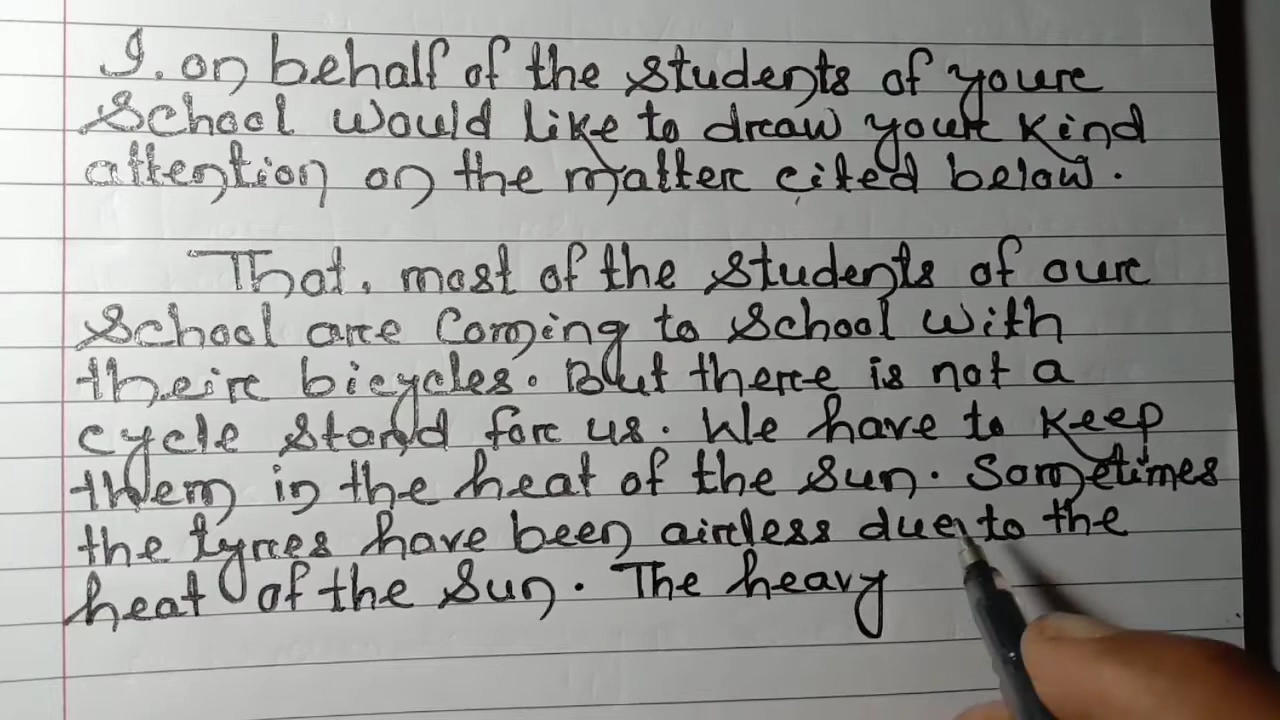 I. on behalf of the students of your
School would like to draw your kind
attention on the matter cited below.
That, most of the students of our
School are coming to school with
their bicycles. But there is not a
cycle stand for us. We have to keep
them in the heat of the sun. Sometimes
the tyres have been airless due to the
heat of the sun. The heavy